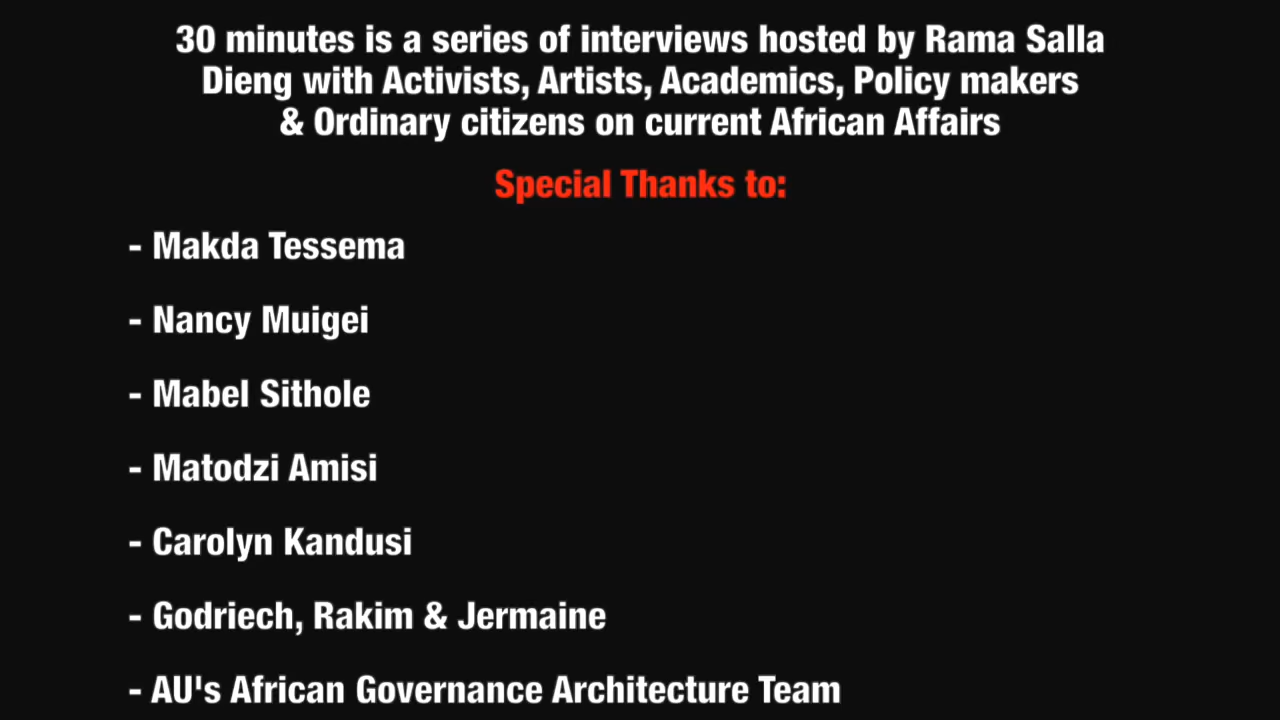 30 minutes is a series of interviews hosted by Rama Salla
Dieng with Activists, Artists, Academics, Policy makers
& Ordinary citizens on current African Affairs
Special Thanks to:
- Makda Tessema
- Nancy Muigei
- Mabel Sithole
- Matodzi Amisi
- Carolyn Kandusi
- Godriech, Rakim & Jermaine
- AU's African Governance Architecture Team